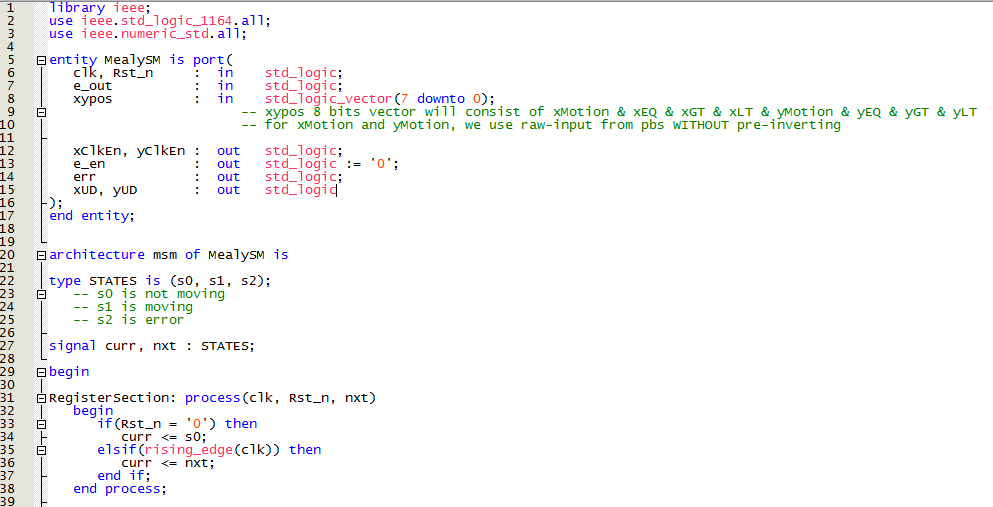 1 library ieee;
2 use ieee.std_logic_1164.all;
3 use ieee.numeric_std.all;
4
5 entity MealySM is port(
6 clk, Rst_n : in std_logic;
7 e_out : in std_logic;
8 xypos : in std_logic_vector(7 downto 0);
9 -- xypos 8 bits vector will consist of xMotion & xEQ & xGT & xLT & yMotion & yEQ & yGT & yLT
10 -- for xMotion and yMotion, we use raw-input from pbs WITHOUT pre-inverting
11
12 xClkEn, yClkEn : out std_logic;
13 e_en : out std_logic := '0';
14 err : out std_logic;
15 xUD, yUD : out std_logic
16 );
17 end entity;
18
19
20 architecture msm of MealySM is
21
22 type STATES is (s0, s1, s2);
23 -- s0 is not moving
24 -- s1 is moving
25 -- s2 is error
26
27 signal curr, nxt : STATES;
28
29 begin
30
31 RegisterSection: process(clk, Rst_n, nxt)
32 begin
33 if(Rst_n = '0') then
34 curr <= s0;
35 elsif(rising_edge(clk)) then
36 curr <= nxt;
37 end if;
38 end process;
39